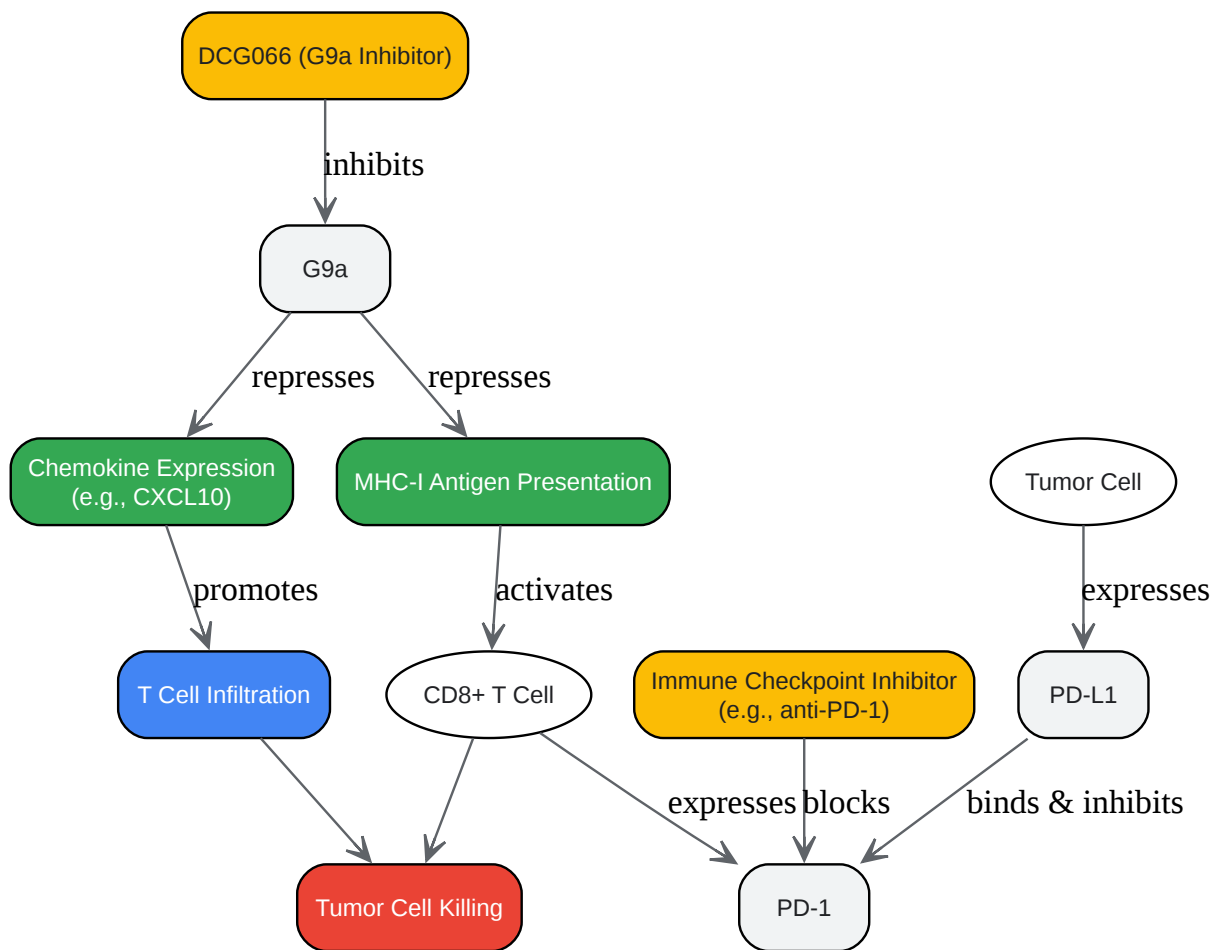 DCG066 (G9a Inhibitor)
inhibits
G9a
represses
represses
Chemokine Expression
(e.g., CXCL10)
MHC-I Antigen Presentation
Tumor Cell
promotes
activates
expresses
T Cell Infiltration
CD8+ T Cell
Immune Checkpoint Inhibitor
(e.g., anti-PD-1)
PD-L1
expresses
blocks
binds & inhibits
Tumor Cell Killing
PD-1